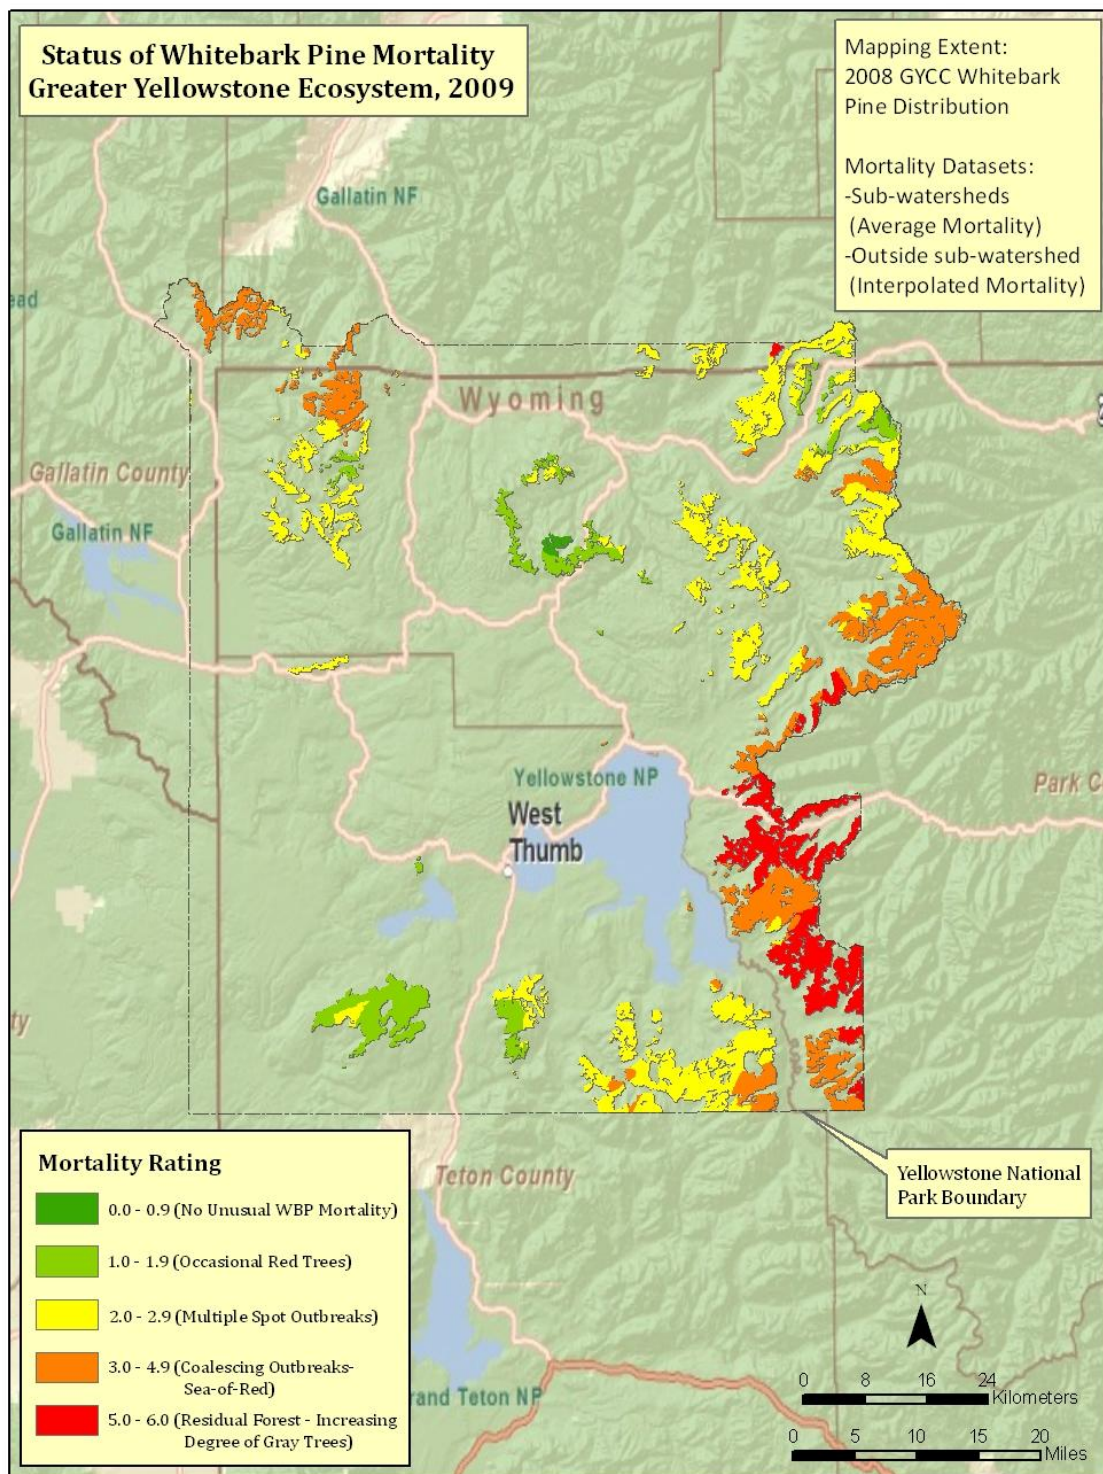 Status of Whitebark Pine Mortality
Greater Yellowstone Ecosystem, 2009
Mapping Extent:
2008 GYCC Whitebark
Pine Distribution
Mortality Datasets:
-Sub-watersheds
(Average Mortality)
-Outside sub-watershed
(Interpolated Mortality)
Gallatin NF
ead
Wyoming
Gallatin County
Gallatin NF
Yellowstone NP
Park C
West
Thumb
ty
Teton County
Yellowstone National
Park Boundary
Mortality Rating
0.0 - 0.9 (No Unusual WBP Mortality)
1.0 - 1.9 (Occasional Red Trees)
2.0 - 2.9 (Multiple Spot Outbreaks)
3.0 - 4.9 (Coalescing Outbreaks-
Sea-of-Red)
5.0 - 6.0 (Residual Forest - Increasing
Degree of Gray Trees)
rand Teton NP
N
0 4 8 16 24
Kilometers
0 5 10 15 20
Miles